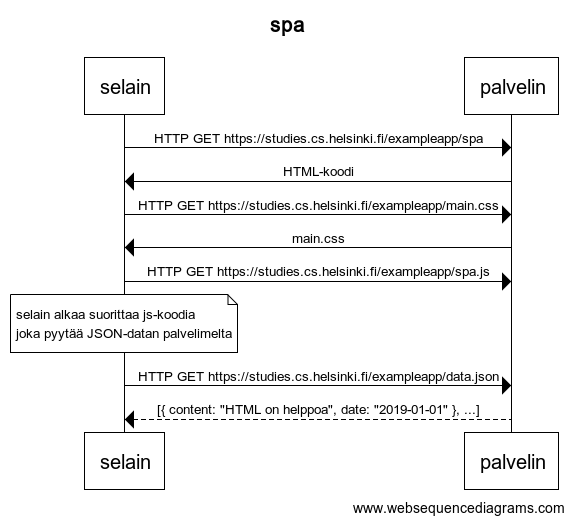 spa
selain
palvelin
HTTP GET https://studies.cs.helsinki.fi/exampleapp/spa
HTML-koodi
HTTP GET https://studies.cs.helsinki.fi/exampleapp/main.css
main.css
HTTP GET https://studies.cs.helsinki.fi/exampleapp/spa.js
selain alkaa suorittaa js-koodia
joka pyytää JSON-datan palvelimelta
HTTP GET https://studies.cs.helsinki.fi/exampleapp/data.json
[{ content: "HTML on helppoa", date: "2019-01-01" }, ...]
selain
palvelin
www.websequencediagrams.com